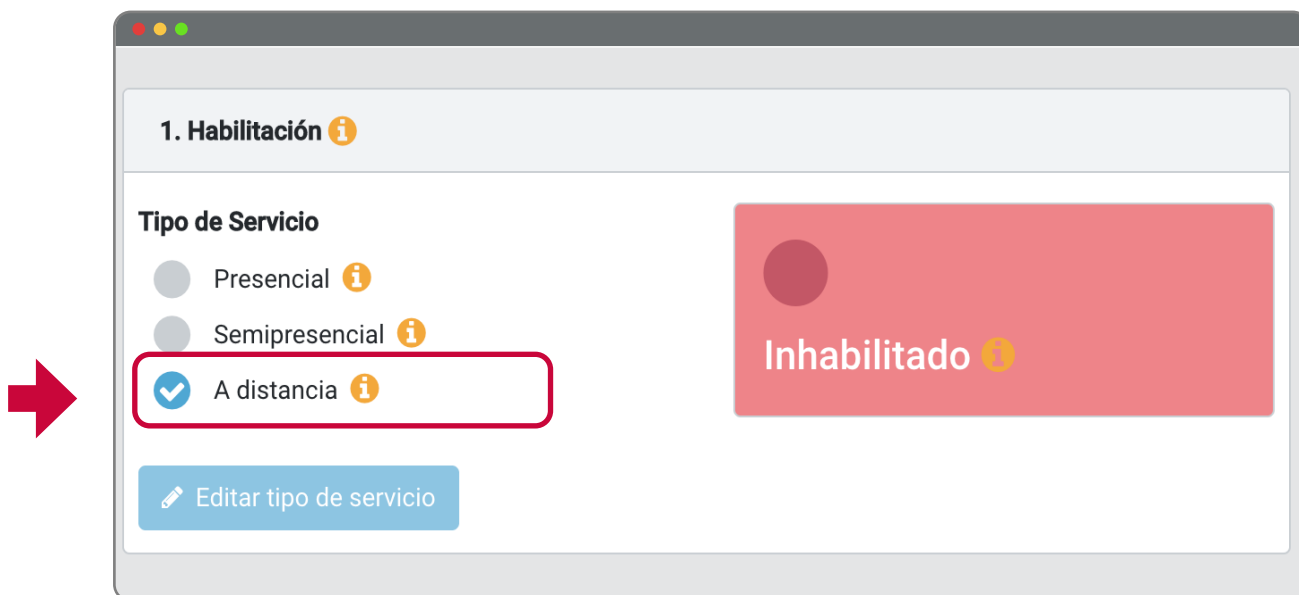 1. Habilitación
Tipo de Servicio
Presencial
Semipresencial
A distancia
Inhabilitado
Editar tipo de servicio